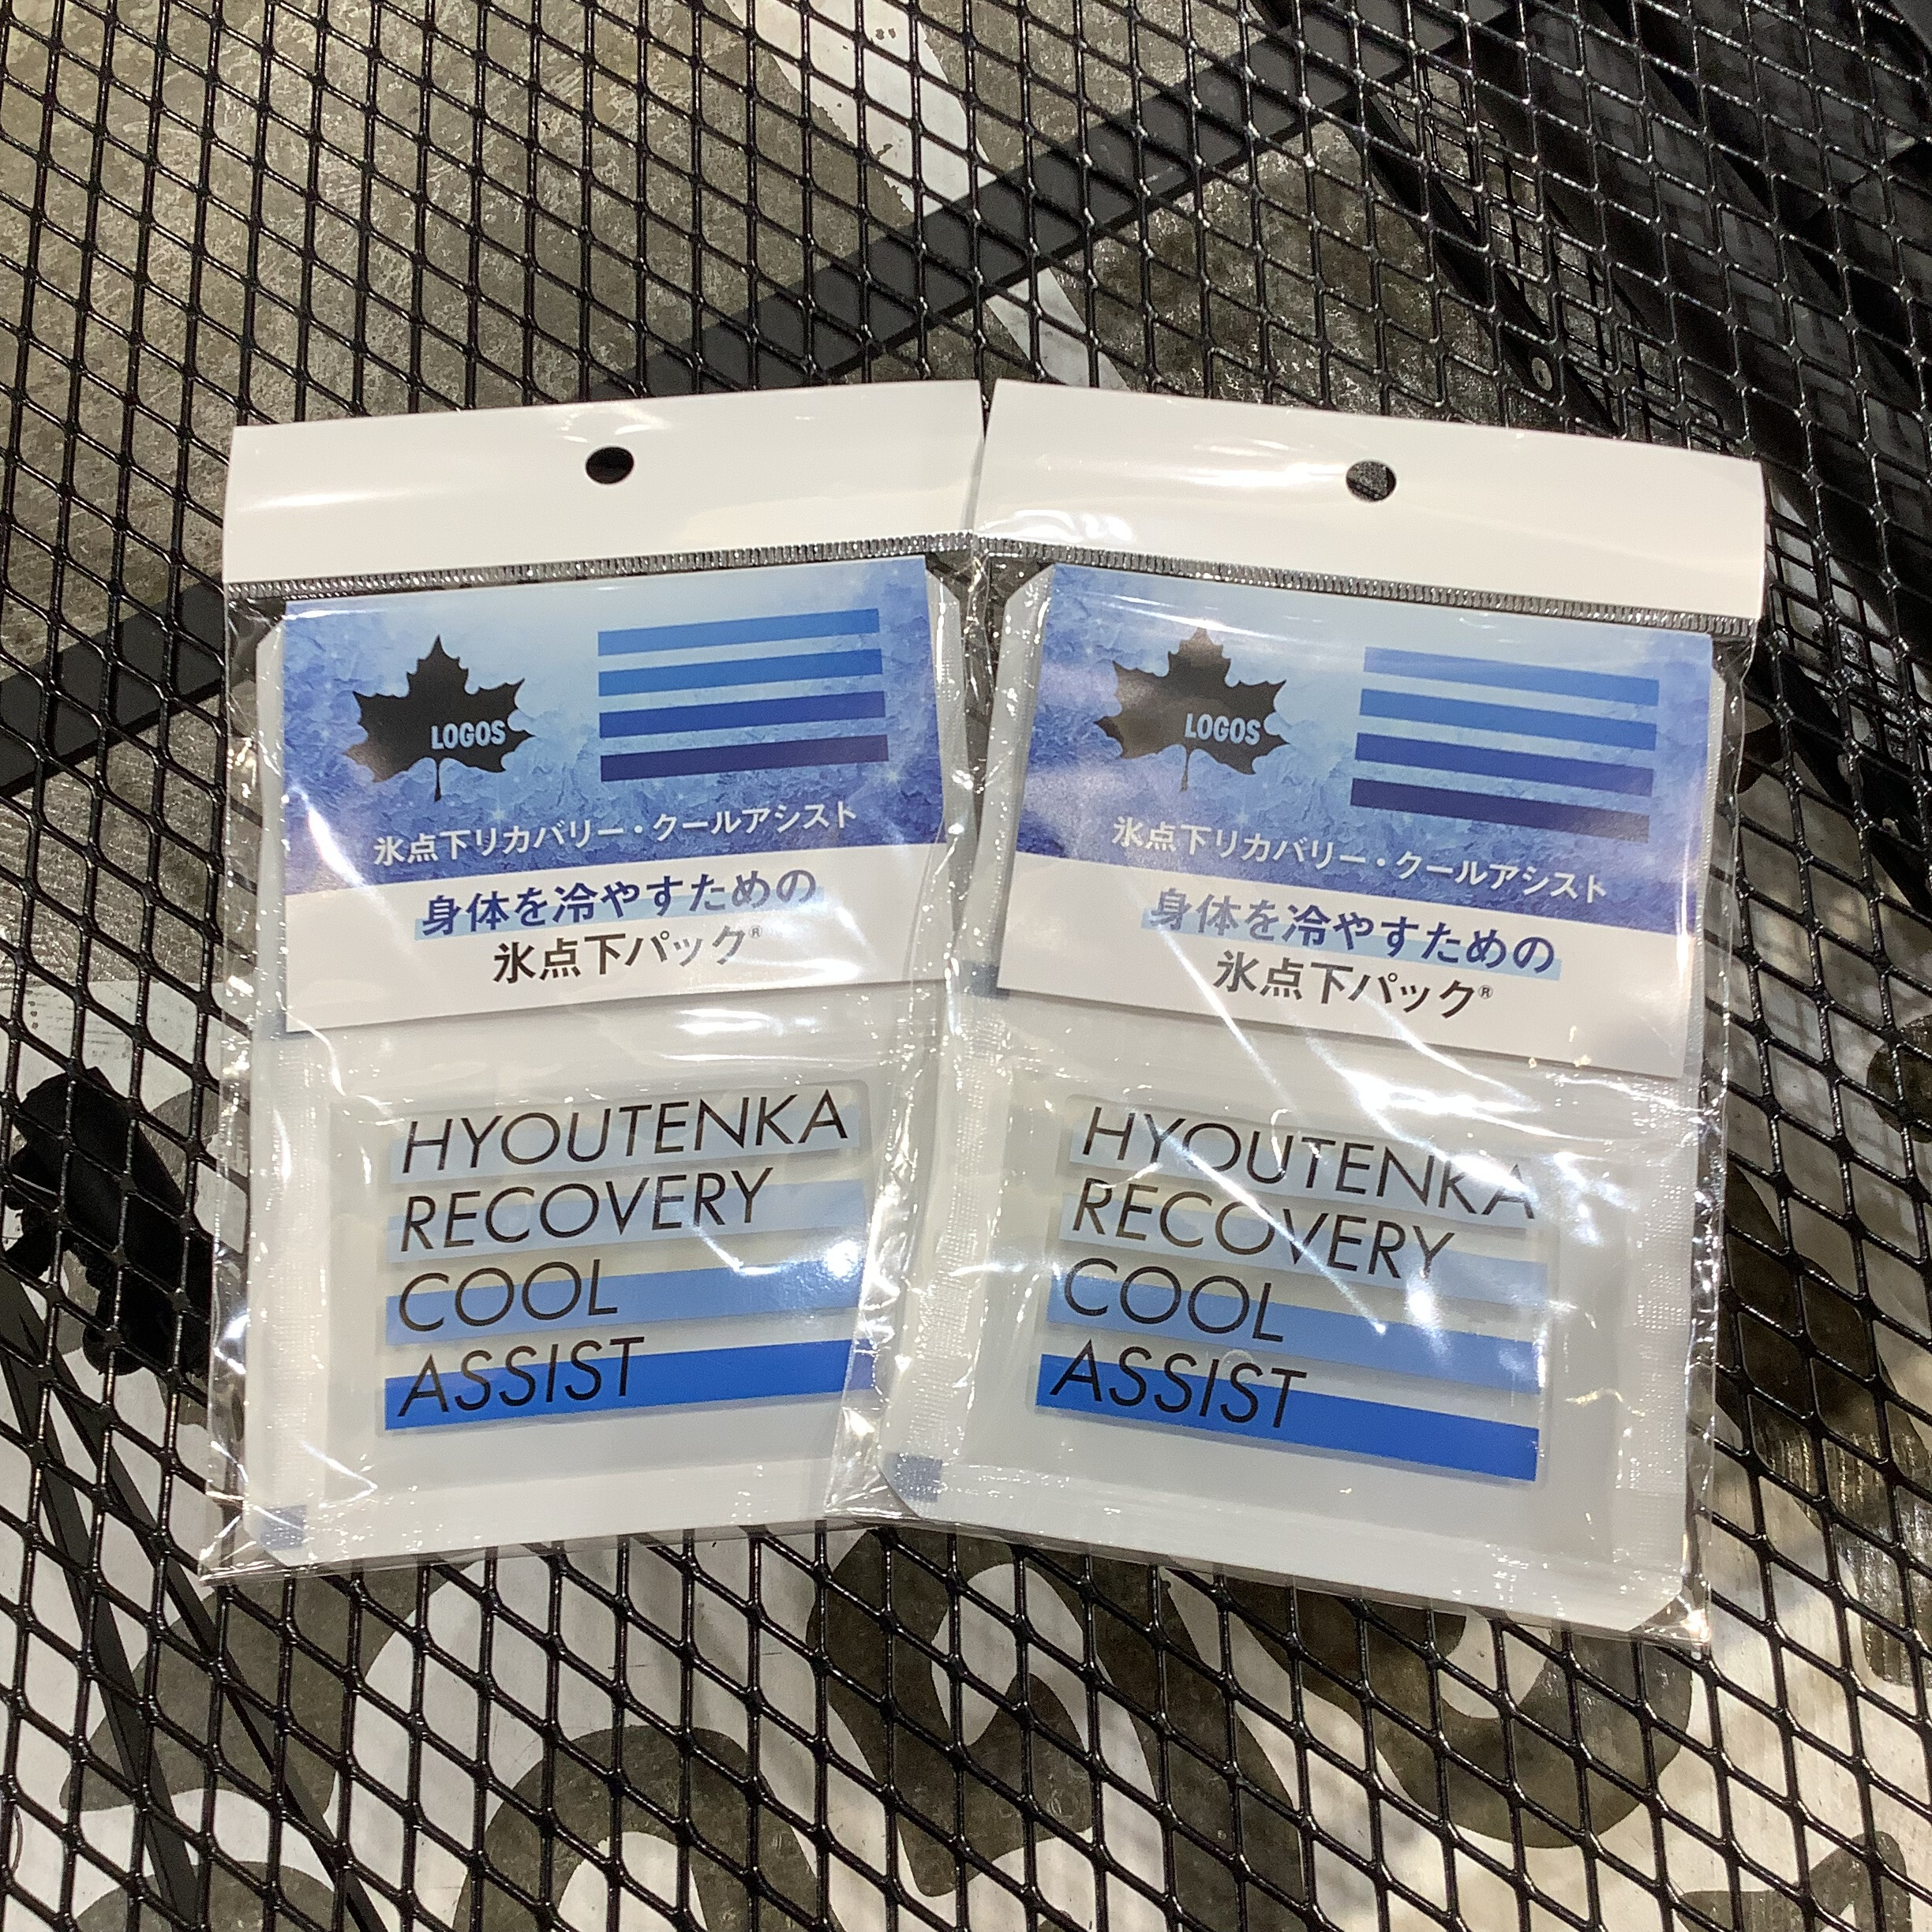 LOGOS
氷点下リカバリー・クールアシスト
身体を冷やすための
氷点下パック®
HYOUTENKA
RECOVERY
COOL
ASSIST
LOGOS
氷点下リカバリー・クールアシスト
身体を冷やすための
氷点下パック®
HYOUTENKA
RECOVERY
COOL
ASSIST